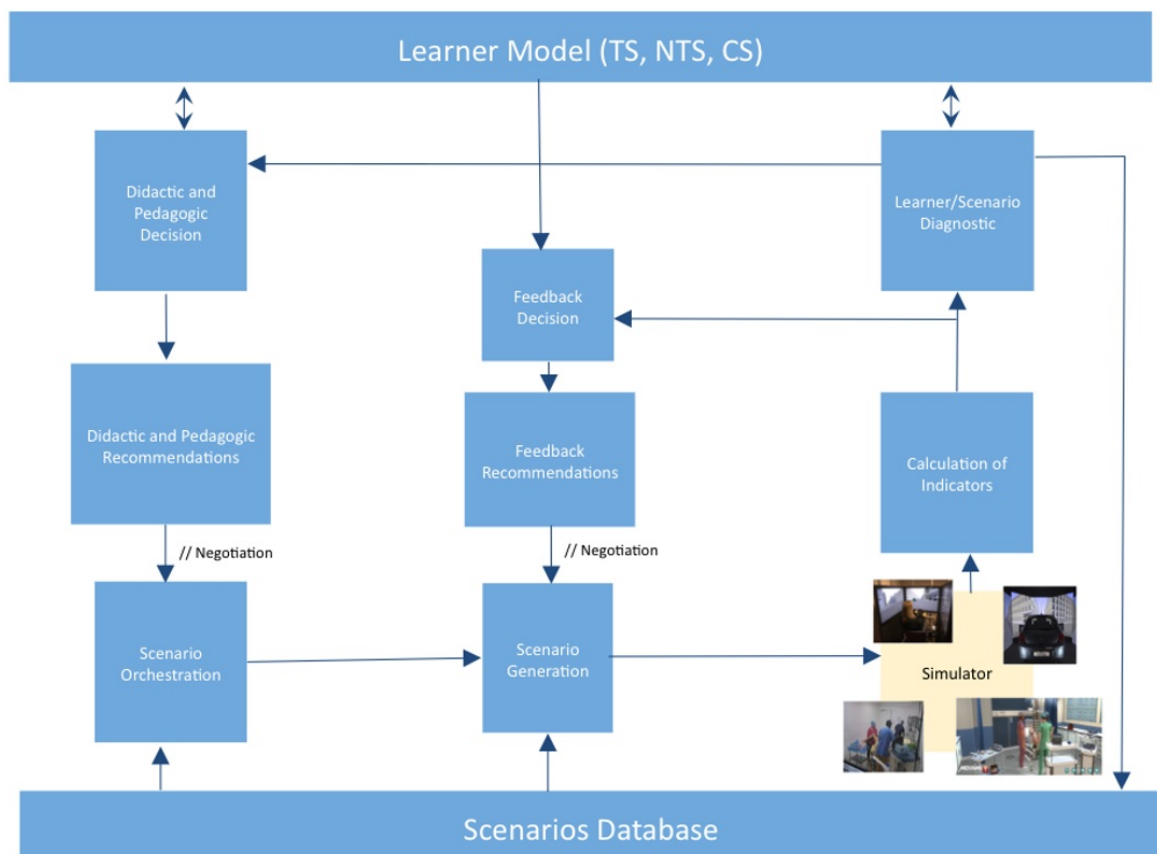 Learner Model (TS, NTS, CS)
Didactic and
Pedagogic
Decision
Learner/Scenario
Diagnostic
Feedback
Decision
Didactic and Pedagogic
Recommendations
Feedback
Recommendations
Calculation of
Indicators
// Negotiation
// Negotiation
Scenario
Orchestration
Scenario
Generation
Simulator
Scenarios Database